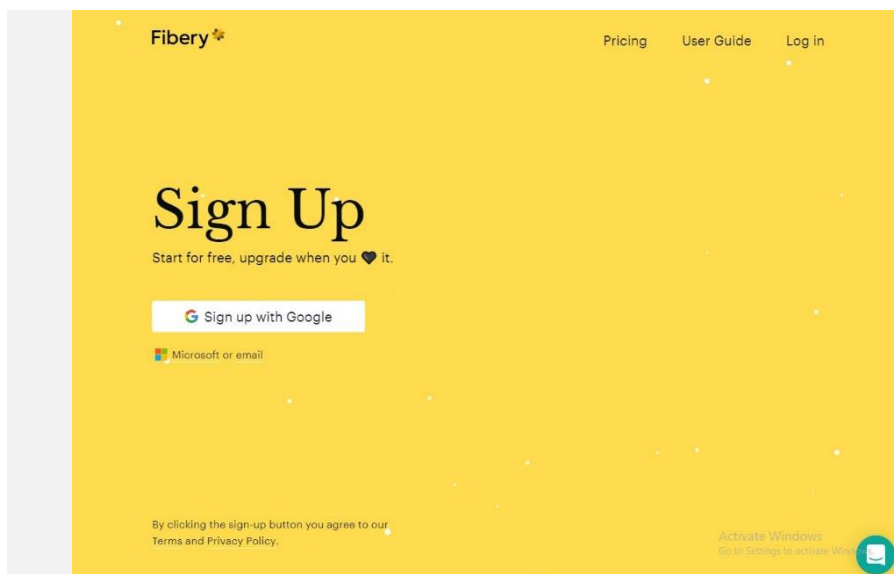 Fibery
Pricing User Guide Log in
Sign Up
Start for free, upgrade when you 🖤 it.
Sign up with Google
Microsoft or email
By clicking the sign-up button you agree to our
Terms and Privacy Policy.
Activate Windows
Go to Settings to activate